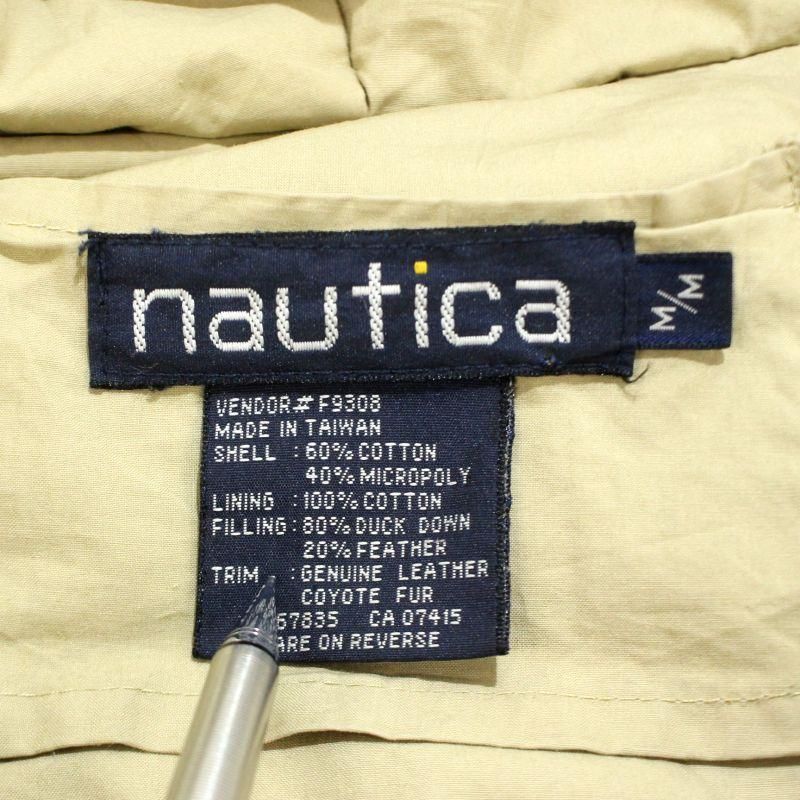 nautica
M/M
VENDOR# F9308
MADE IN TAIWAN
SHELL : 60% COTTON
40% MICROPOLY
LINING : 100% COTTON
FILLING : 80% DUCK DOWN
20% FEATHER
TRIM : GENUINE LEATHER
COYOTE FUR
57835 CA 07415
ON REVERSE